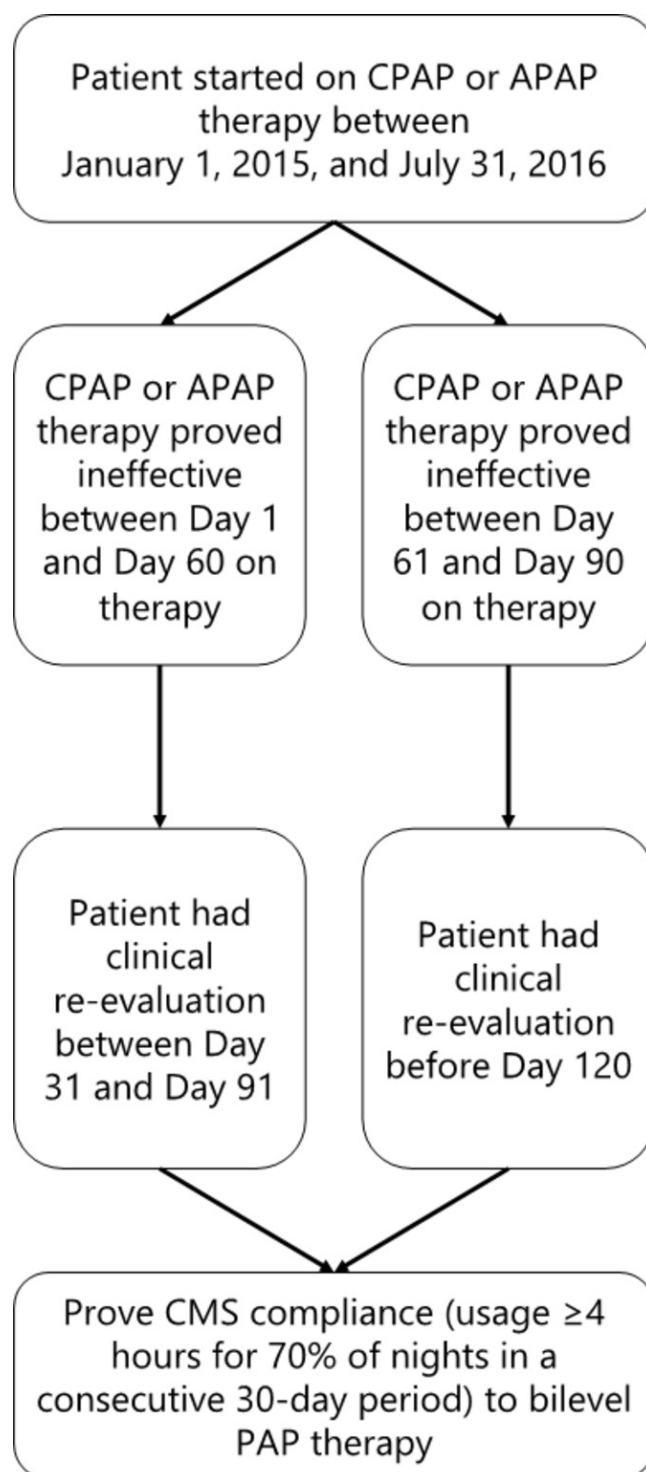 Patient started on CPAP or APAP
therapy between
January 1, 2015, and July 31, 2016
CPAP or APAP
therapy proved
ineffective
between Day 1
and Day 60 on
therapy
CPAP or APAP
therapy proved
ineffective
between Day
61 and Day 90
on therapy
Patient had
clinical
re-evaluation
between Day
31 and Day 91
Patient had
clinical
re-evaluation
before Day 120
Prove CMS compliance (usage ≥4
hours for 70% of nights in a
consecutive 30-day period) to bilevel
PAP therapy